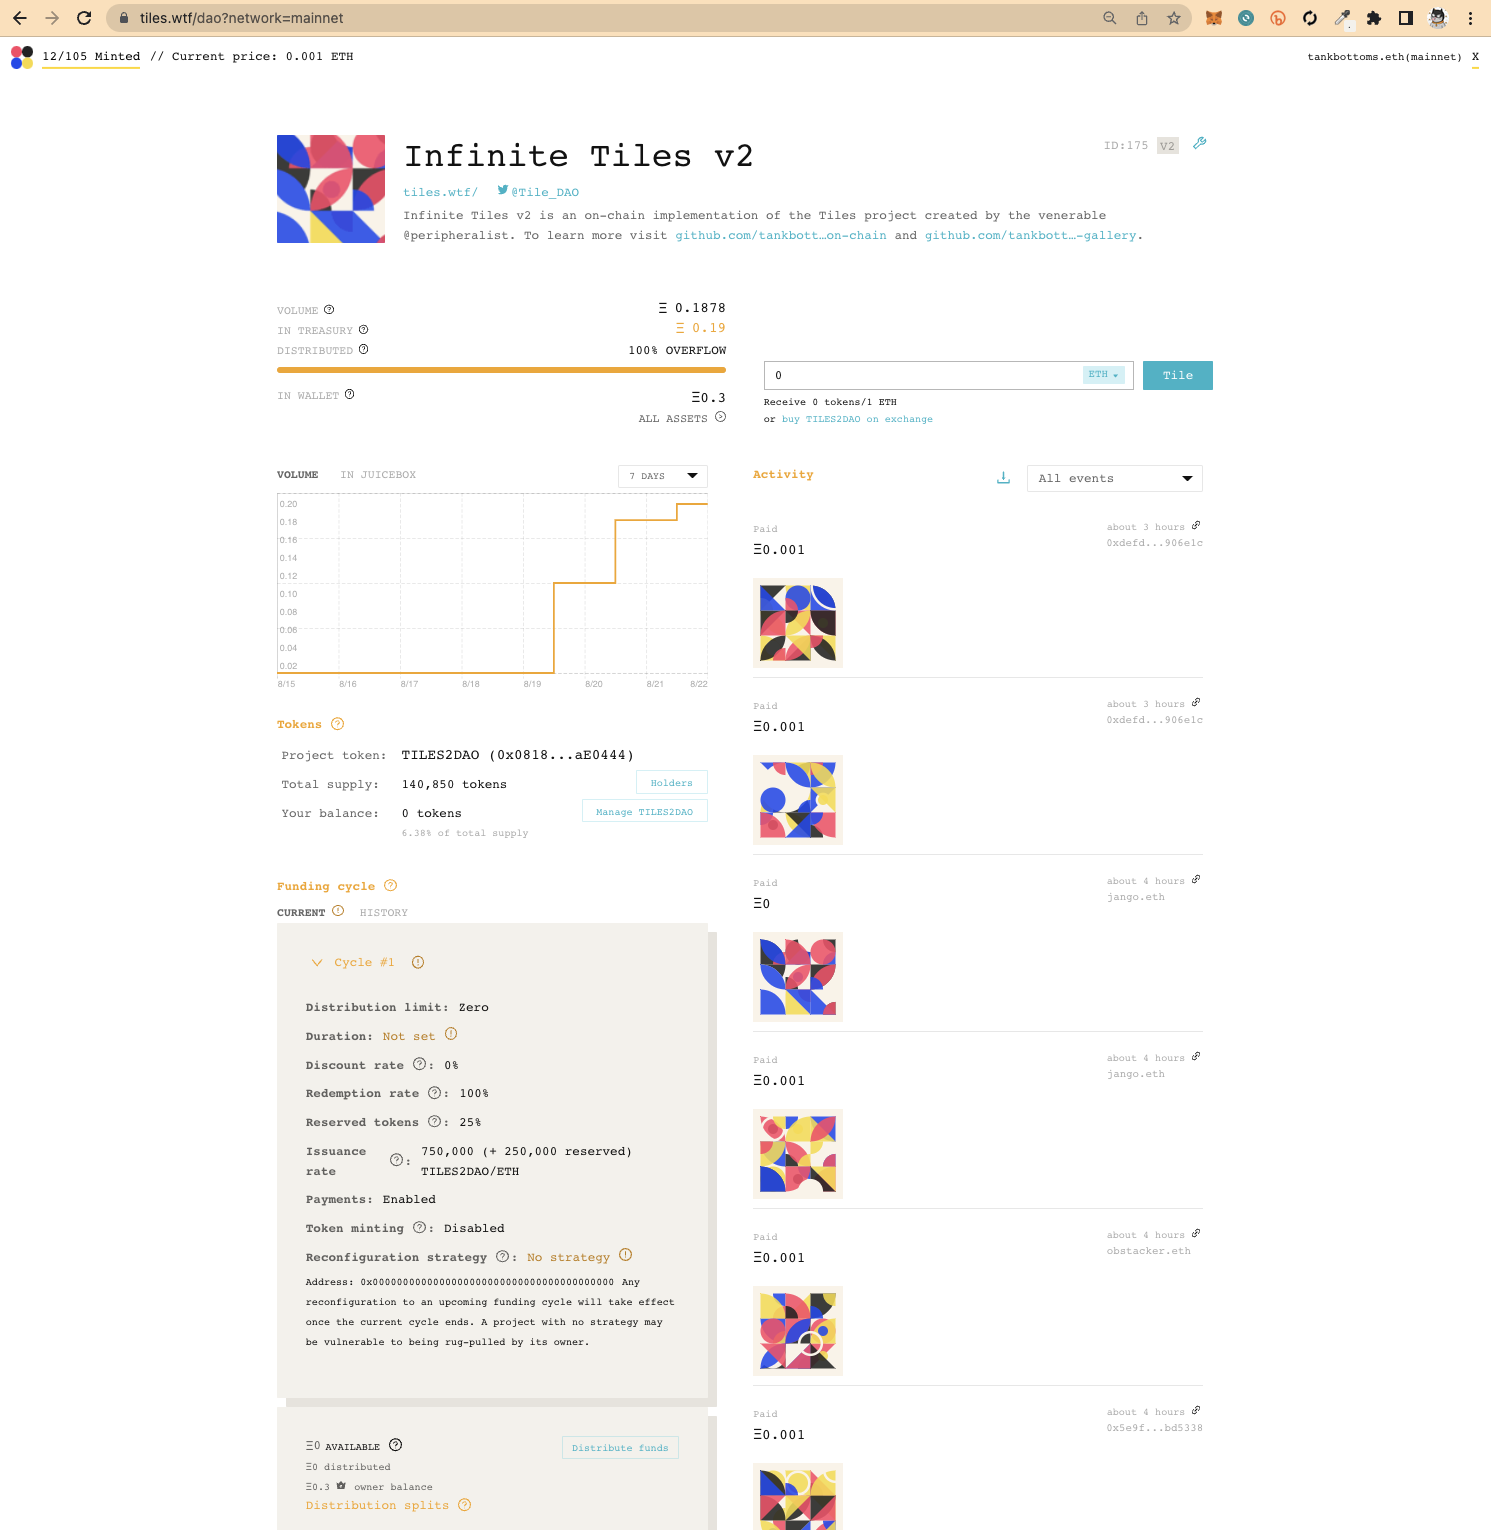 tiles.wtf/dao?network=mainnet
12/105 Minted // Current price: 0.001 ETH
tankbottoms.eth(mainnet) X
Infinite Tiles v2
ID:175 V2
tiles.wtf/ @Tile_DAO
Infinite Tiles v2 is an on-chain implementation of the Tiles project created by the venerable
@peripheralist. To learn more visit github.com/tankbott…on-chain and github.com/tankbott…-gallery.
VOLUME Ξ 0.1878
IN TREASURY Ξ 0.19
DISTRIBUTED 100% OVERFLOW
IN WALLET Ξ0.3
ALL ASSETS
0 ETH Tile
Receive 0 tokens/1 ETH
or buy TILES2DAO on exchange
VOLUME IN JUICEBOX 7 DAYS
0.20
0.18
0.16
0.14
0.12
0.10
0.08
0.06
0.04
0.02
8/15 8/16 8/17 8/18 8/19 8/20 8/21 8/22
Tokens
Project token: TILES2DAO (0x0818...aE0444)
Total supply: 140,850 tokens Holders
Your balance: 0 tokens Manage TILES2DAO
6.38% of total supply
Funding cycle
CURRENT HISTORY
Cycle #1
Distribution limit: Zero
Duration: Not set
Discount rate : 0%
Redemption rate : 100%
Reserved tokens : 25%
Issuance rate : 750,000 (+ 250,000 reserved)
TILES2DAO/ETH
Payments: Enabled
Token minting : Disabled
Reconfiguration strategy : No strategy
Address: 0x0000000000000000000000000000000000000000 Any
reconfiguration to an upcoming funding cycle will take effect
once the current cycle ends. A project with no strategy may
be vulnerable to being rug-pulled by its owner.
Ξ0 AVAILABLE Distribute funds
Ξ0 distributed
Ξ0.3 owner balance
Distribution splits
Activity All events
Paid about 3 hours
Ξ0.001 0xdefd...906e1c
Paid about 3 hours
Ξ0.001 0xdefd...906e1c
Paid about 4 hours
Ξ0 jango.eth
Paid about 4 hours
Ξ0.001 jango.eth
Paid about 4 hours
Ξ0.001 obstacker.eth
Paid about 4 hours
Ξ0.001 0x5e9f...bd5338